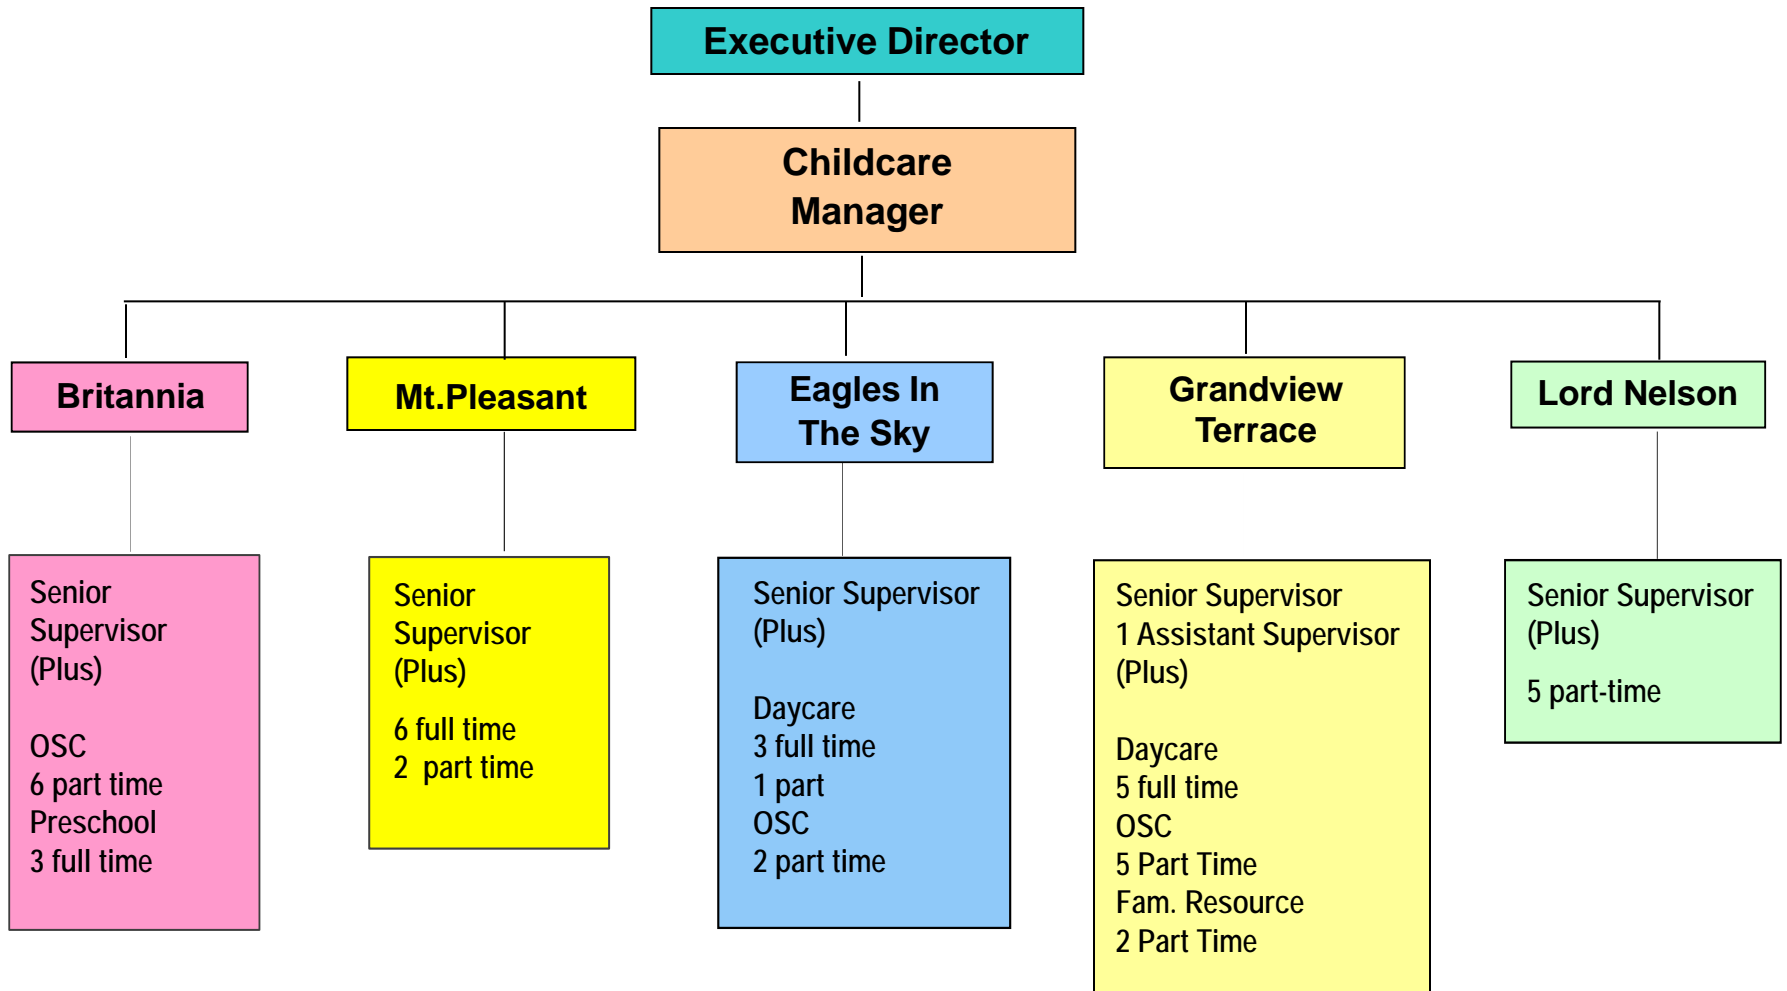 Executive Director
Childcare
Manager
Britannia
Mt.Pleasant
Eagles In
The Sky
Grandview
Terrace
Lord Nelson
Senior
Supervisor
(Plus)
OSC
6 part time
Preschool
3 full time
Senior
Supervisor
(Plus)
6 full time
2 part time
Senior Supervisor
(Plus)
Daycare
3 full time
1 part
OSC
2 part time
Senior Supervisor
1 Assistant Supervisor
(Plus)
Daycare
5 full time
OSC
5 Part Time
Fam. Resource
2 Part Time
Senior Supervisor
(Plus)
5 part-time